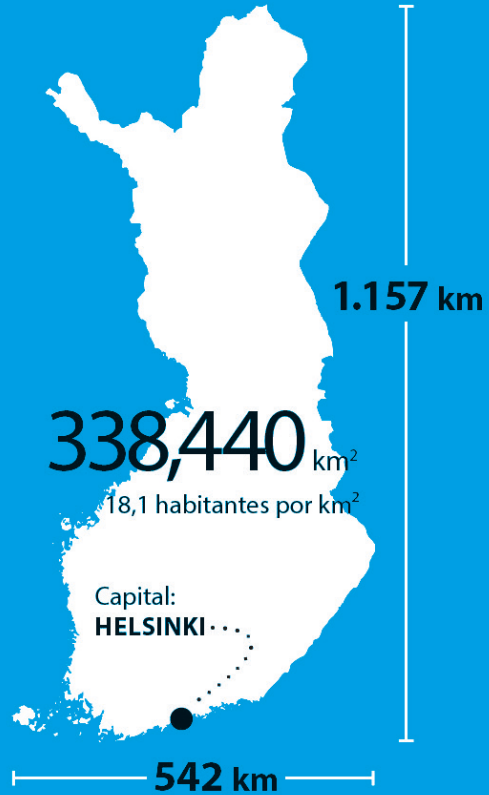 1.157 km
338,440 km²
18,1 habitantes por km²
Capital:
HELSINKI
542 km